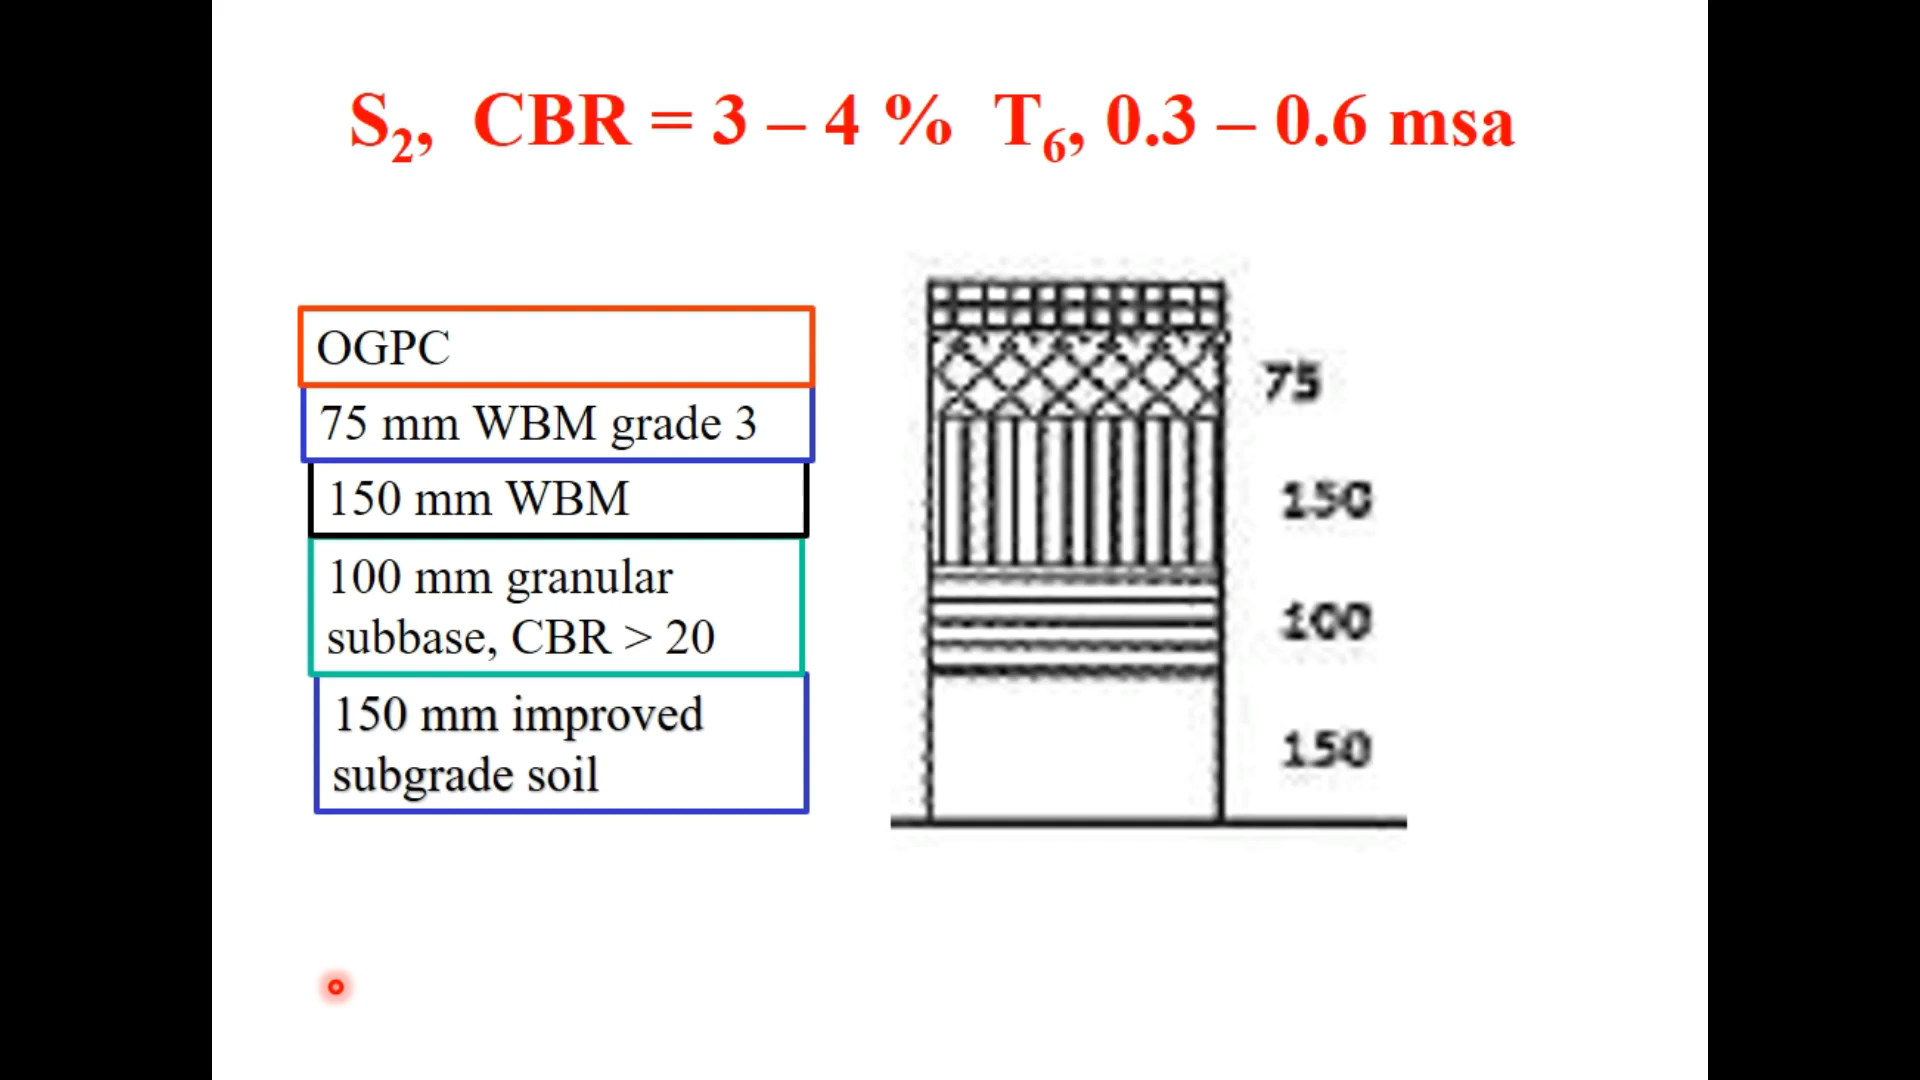 S2, CBR = 3 – 4 % T6, 0.3 – 0.6 msa
OGPC
75 mm WBM grade 3
150 mm WBM
100 mm granular
subbase, CBR > 20
150 mm improved
subgrade soil
75
150
100
150